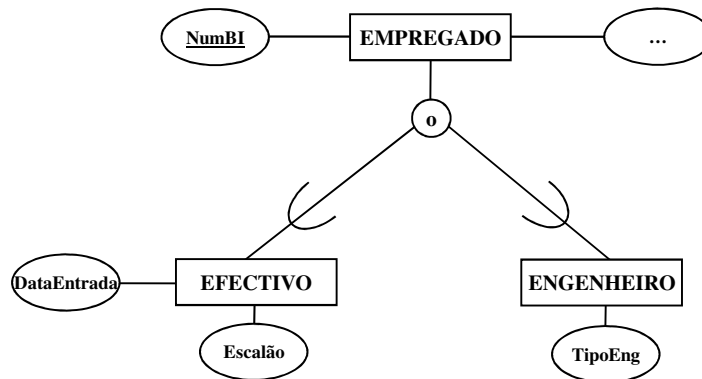 NumBI
EMPREGADO
...
o
EFECTIVO
DataEntrada
ENGENHEIRO
Escalão
TipoEng